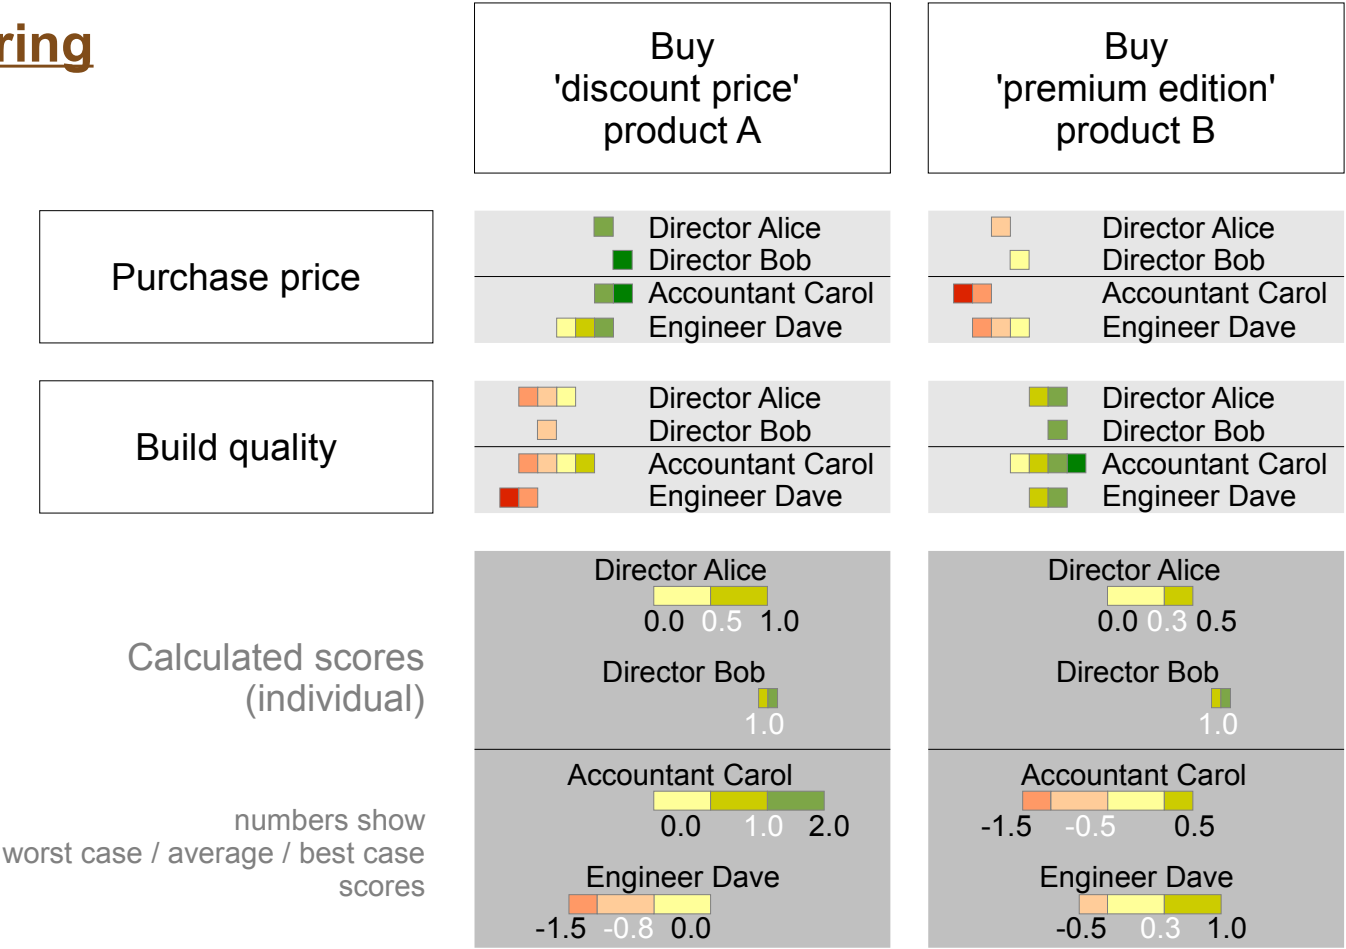 ring
Buy
'discount price'
product A
Buy
'premium edition'
product B
Purchase price
Director Alice
Director Bob
Accountant Carol
Engineer Dave
Director Alice
Director Bob
Accountant Carol
Engineer Dave
Build quality
Director Alice
Director Bob
Accountant Carol
Engineer Dave
Director Alice
Director Bob
Accountant Carol
Engineer Dave
Calculated scores
(individual)
numbers show
worst case / average / best case
scores
Director Alice
0.0 0.5 1.0
Director Bob
1.0
Accountant Carol
0.0 1.0 2.0
Engineer Dave
-1.5 -0.8 0.0
Director Alice
0.0 0.3 0.5
Director Bob
1.0
Accountant Carol
-1.5 -0.5 0.5
Engineer Dave
-0.5 0.3 1.0